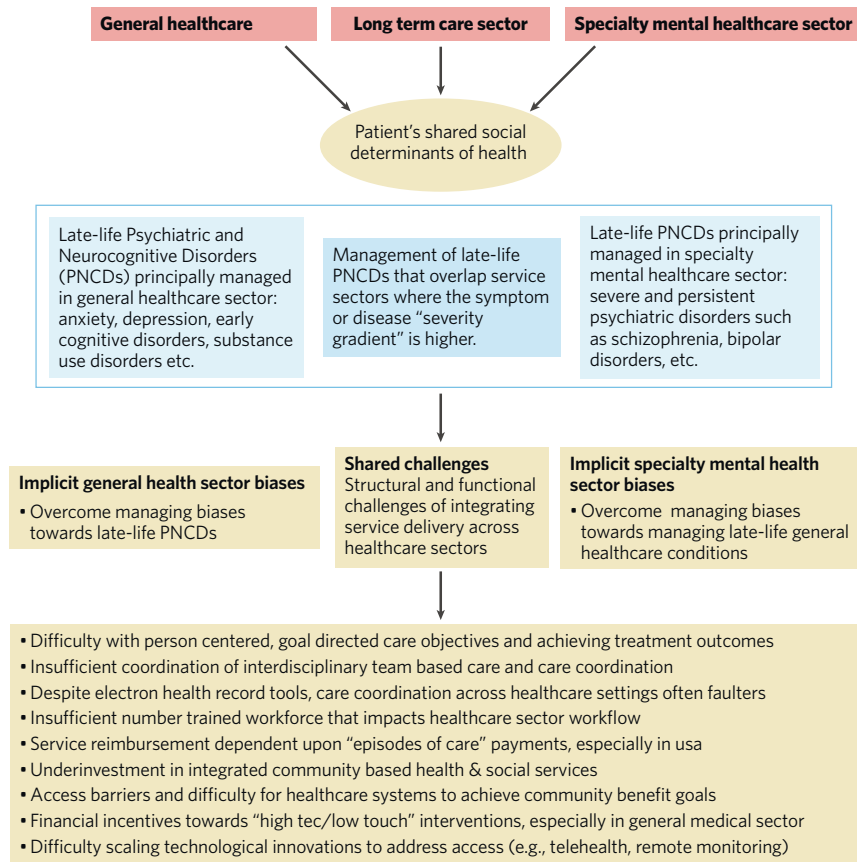 General healthcare
Long term care sector
Specialty mental healthcare sector
Patient's shared social
determinants of health
Late-life Psychiatric and
Neurocognitive Disorders
(PNCDs) principally managed
in general healthcare sector:
anxiety, depression, early
cognitive disorders, substance
use disorders etc.
Management of late-life
PNCDs that overlap service
sectors where the symptom
or disease “severity
gradient” is higher.
Late-life PNCDs principally
managed in specialty
mental healthcare sector:
severe and persistent
psychiatric disorders such
as schizophrenia, bipolar
disorders, etc.
Implicit general health sector biases
• Overcome managing biases
towards late-life PNCDs
Shared challenges
Structural and functional
challenges of integrating
service delivery across
healthcare sectors
Implicit specialty mental health
sector biases
• Overcome managing biases
towards managing late-life general
healthcare conditions
• Difficulty with person centered, goal directed care objectives and achieving treatment outcomes
• Insufficient coordination of interdisciplinary team based care and care coordination
• Despite electron health record tools, care coordination across healthcare settings often faulters
• Insufficient number trained workforce that impacts healthcare sector workflow
• Service reimbursement dependent upon “episodes of care” payments, especially in usa
• Underinvestment in integrated community based health & social services
• Access barriers and difficulty for healthcare systems to achieve community benefit goals
• Financial incentives towards “high tec/low touch” interventions, especially in general medical sector
• Difficulty scaling technological innovations to address access (e.g., telehealth, remote monitoring)